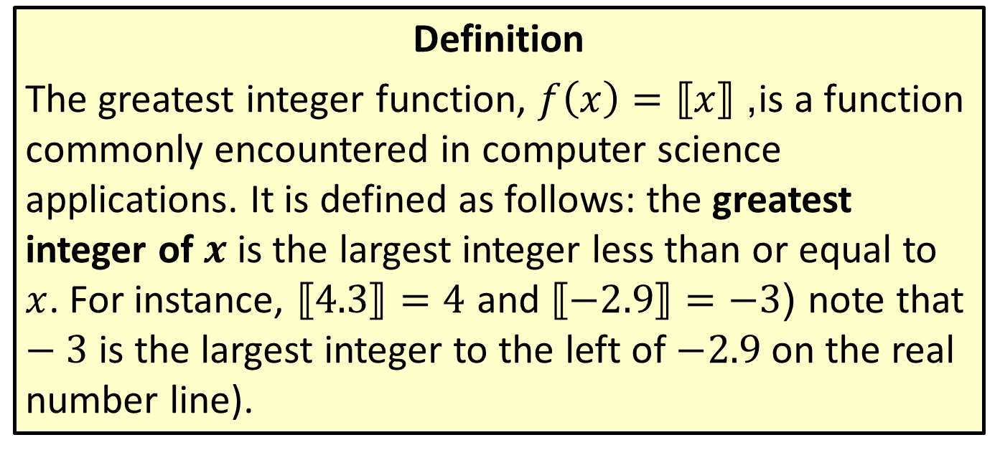 Definition
The greatest integer function, 𝑓(𝑥) = ⟦𝑥⟧ ,is a function
commonly encountered in computer science
applications. It is defined as follows: the greatest
integer of 𝒙 is the largest integer less than or equal to
𝑥. For instance, ⟦4.3⟧ = 4 and ⟦−2.9⟧ = −3) note that
− 3 is the largest integer to the left of −2.9 on the real
number line).